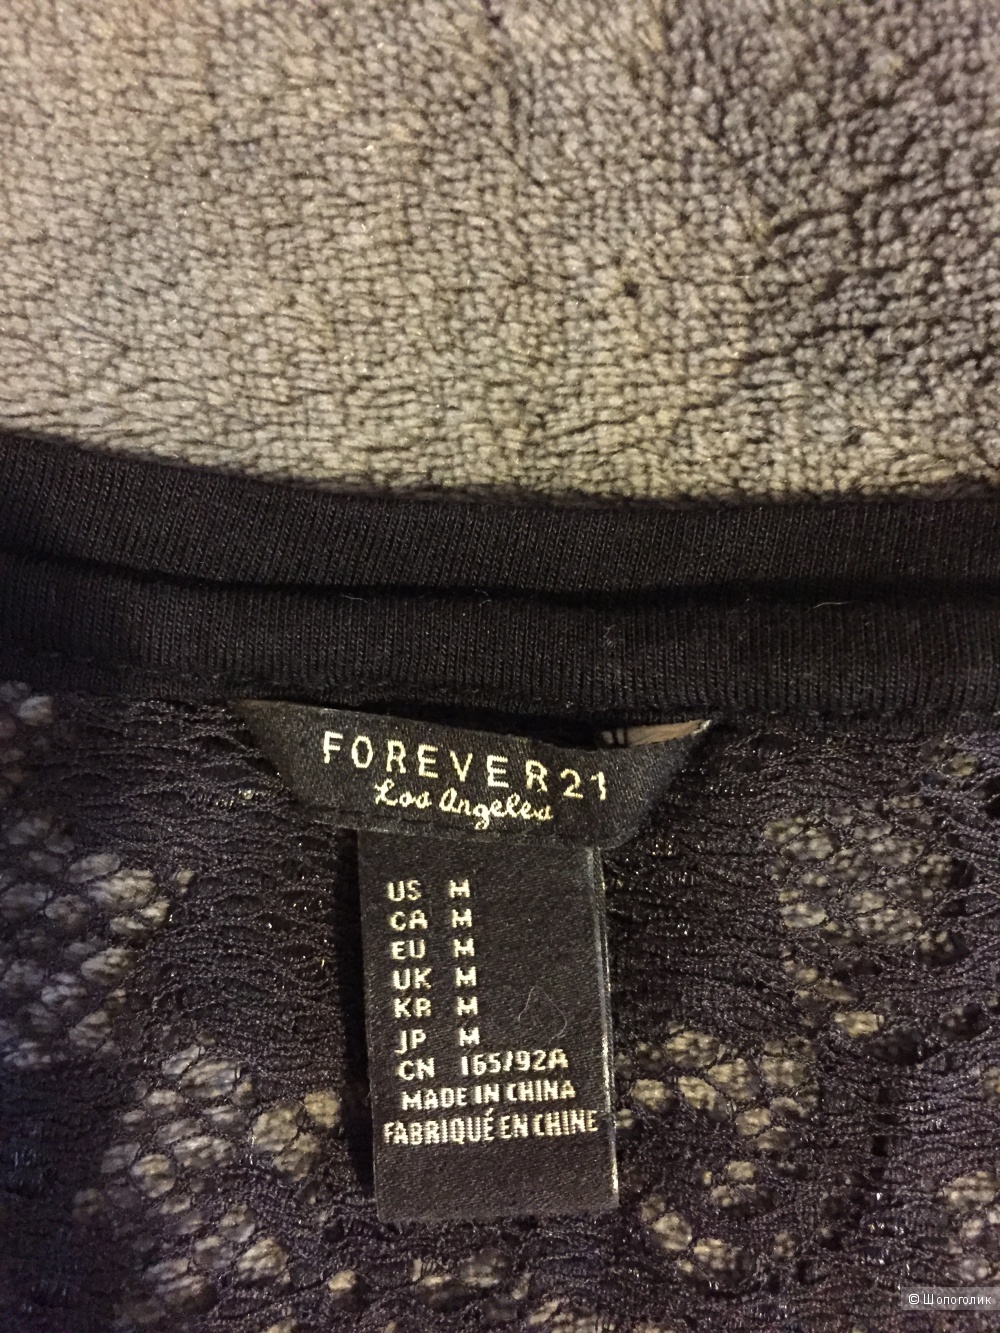 FOREVER 21
Los Angeles
US M
CA M
EU M
UK M
KR M
JP M
CN 165/92A
MADE IN CHINA
FABRIQUÉ EN CHINE
© Шопоголик